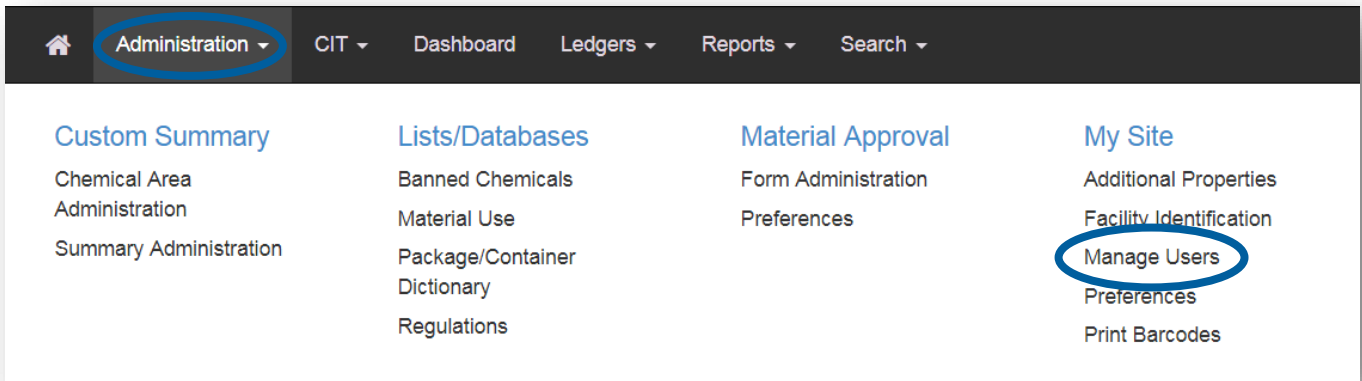 Administration CIT Dashboard Ledgers Reports Search
Custom Summary
Chemical Area
Administration
Summary Administration
Lists/Databases
Banned Chemicals
Material Use
Package/Container
Dictionary
Regulations
Material Approval
Form Administration
Preferences
My Site
Additional Properties
Facility Identification
Manage Users
Preferences
Print Barcodes